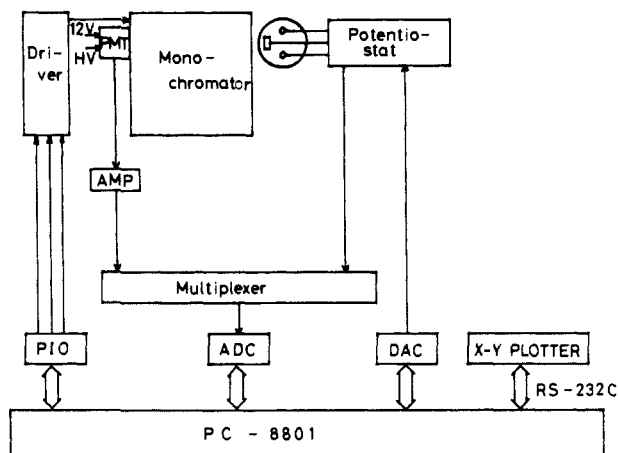 Dri-
ver
12V
HV
PMT
Mono-
chromator
Potentio-
stat
AMP
Multiplexer
PIO
ADC
DAC
X-Y PLOTTER
RS-232C
PC - 8801